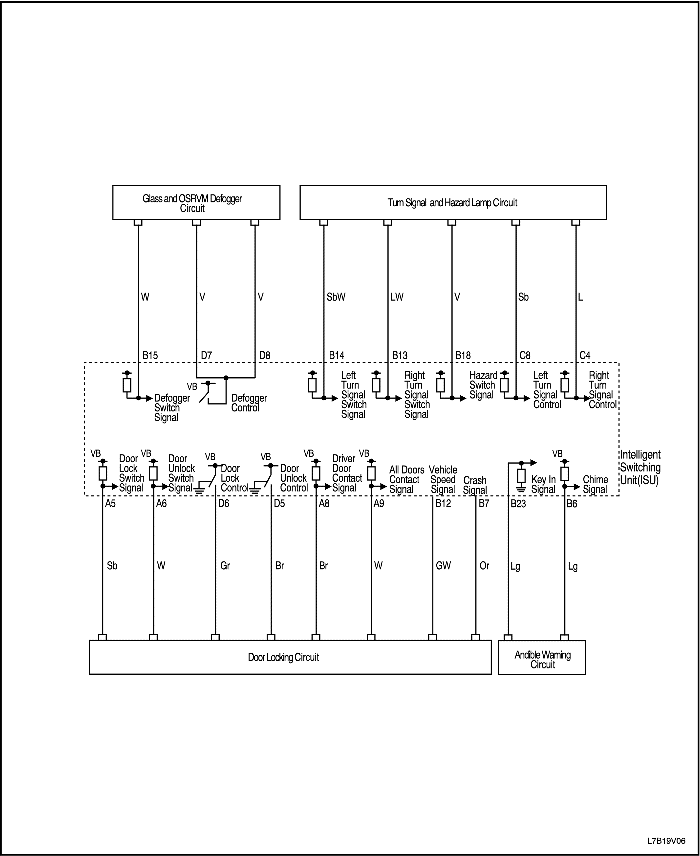 Glass and OSRVM Defogger
Circuit
Turn Signal and Hazard Lamp Circuit
W
V
V
SbW
LW
V
Sb
L
B15
D7
D8
B14
B13
B18
C8
C4
VB
Defogger
Switch
Signal
Defogger
Control
Left
Turn
Signal
Switch
Signal
Right
Turn
Signal
Switch
Signal
Hazard
Switch
Signal
Left
Turn
Signal
Control
Right
Turn
Signal
Control
VB
Door
Lock
Switch
Signal
VB
Door
Unlock
Switch
Signal
VB
Door
Lock
Control
VB
Door
Unlock
Control
VB
Driver
Door
Contact
Signal
VB
All Doors
Contact
Signal
Vehicle
Speed
Signal
Crash
Signal
Key In
Signal
VB
Chime
Signal
Intelligent
Switching
Unit(ISU)
A5
A6
D6
D5
A8
A9
B12
B7
B23
B6
Sb
W
Gr
Br
Br
W
GW
Or
Lg
Lg
Door Locking Circuit
Andible Warning
Circuit
L7B19V06